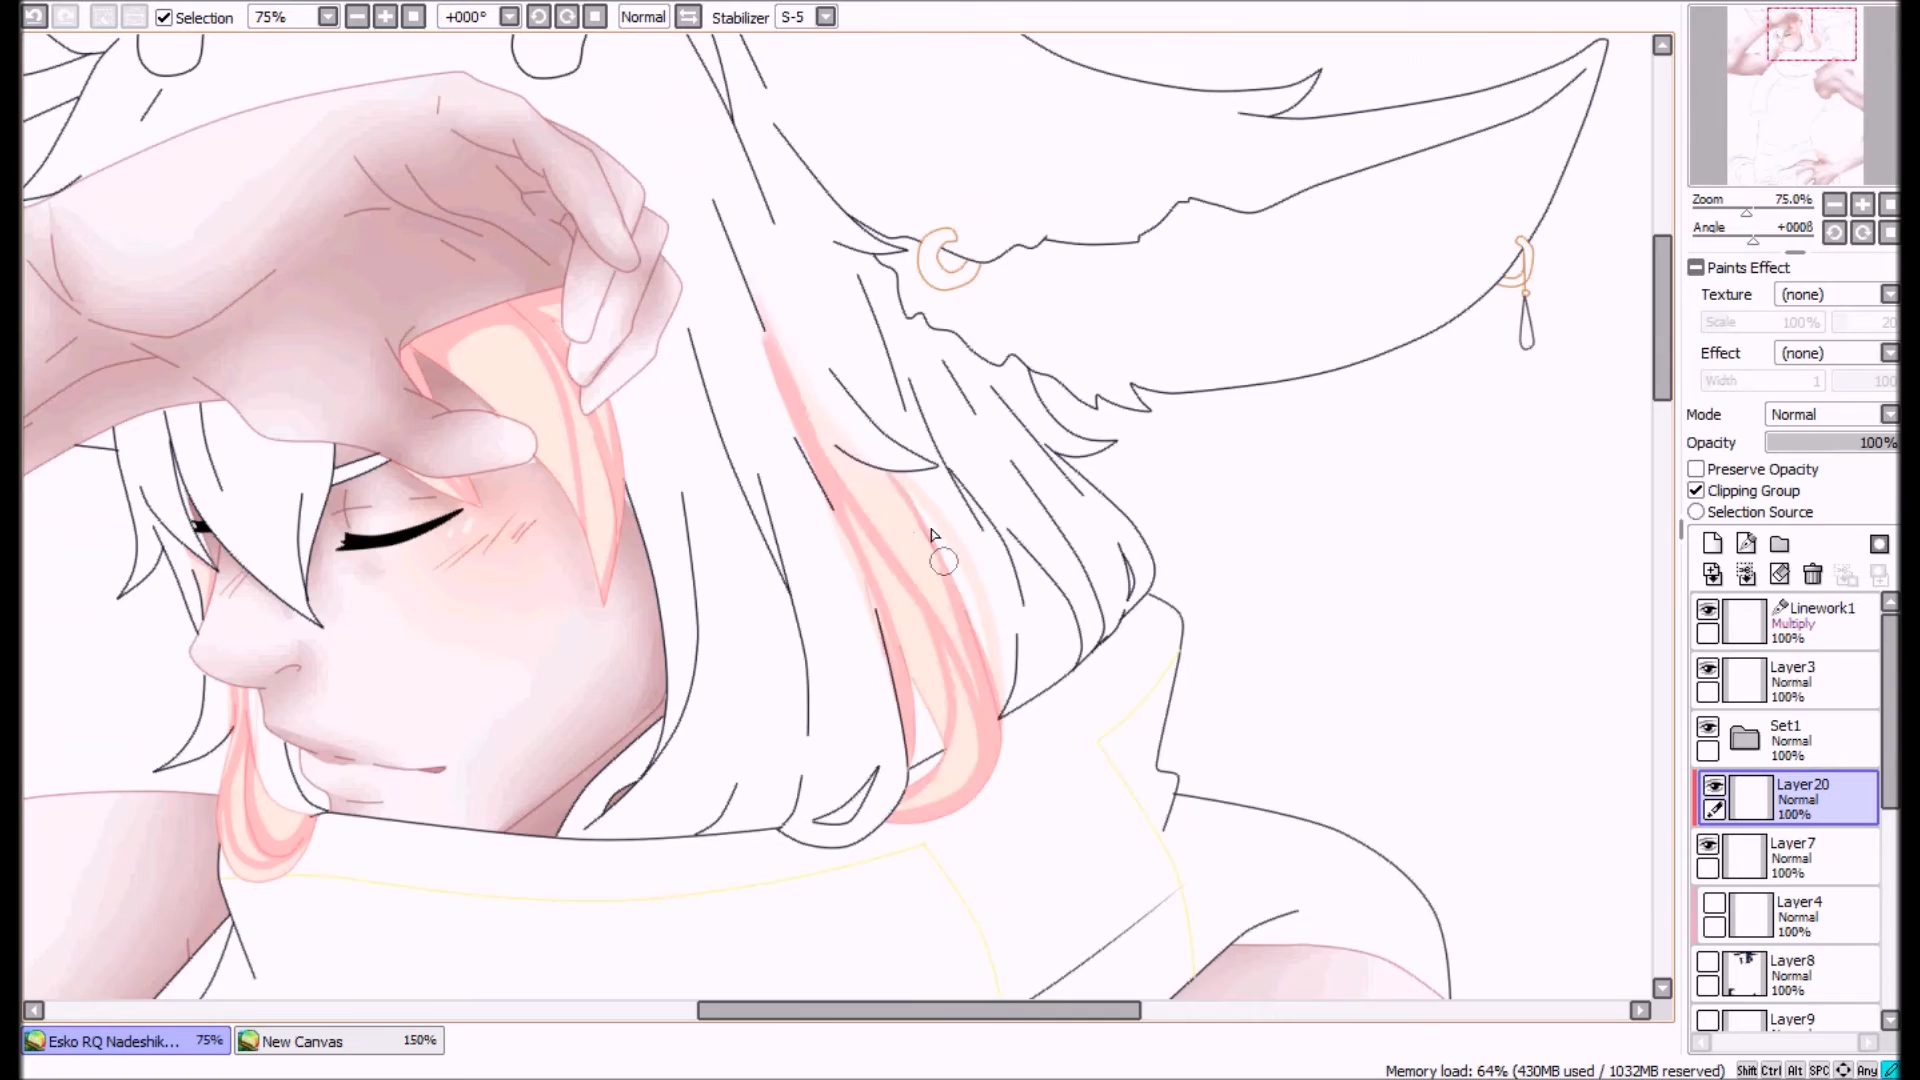 Selection 75% +000° Normal Stabilizer S-5
Zoom 75.0%
Angle +000ß
Paints Effect
Texture (none)
Scale 100% 20
Effect (none)
Width 1 100
Mode Normal
Opacity 100%
Preserve Opacity
Clipping Group
Selection Source
Linework1
Multiply
100%
Layer3
Normal
100%
Set1
Normal
100%
Layer20
Normal
100%
Layer7
Normal
100%
Layer4
Normal
100%
Layer8
Normal
100%
Layer9
Esko RQ Nadeshik... 75% New Canvas 150%
Memory load: 64% (430MB used / 1032MB reserved) Shift Ctrl Alt SPC Any